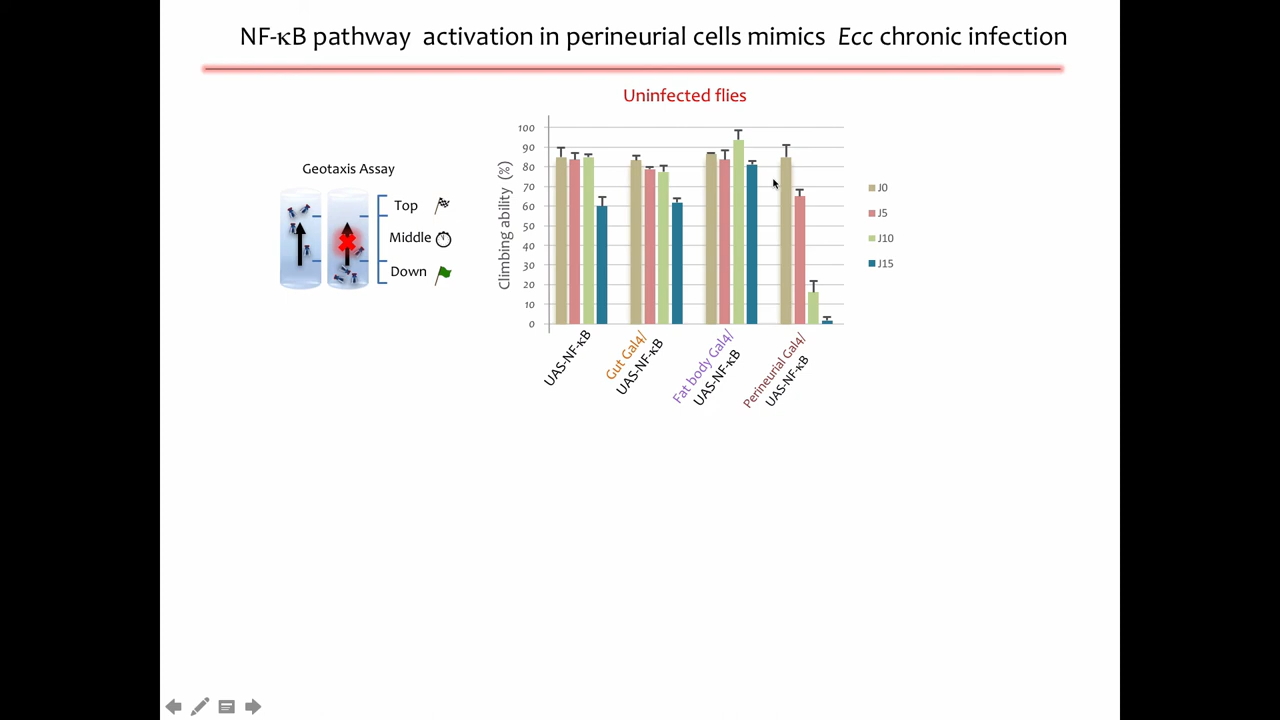 NF-κB pathway activation in perineurial cells mimics Ecc chronic infection
Uninfected flies
Geotaxis Assay
Top
Middle
Down
Climbing ability (%)
100
90
80
70
60
50
40
30
20
10
0
UAS-NF-κB
Gut Gal4/
UAS-NF-κB
Fat body Gal4/
UAS-NF-κB
Perineurial Gal4/
UAS-NF-κB
J0
J5
J10
J15